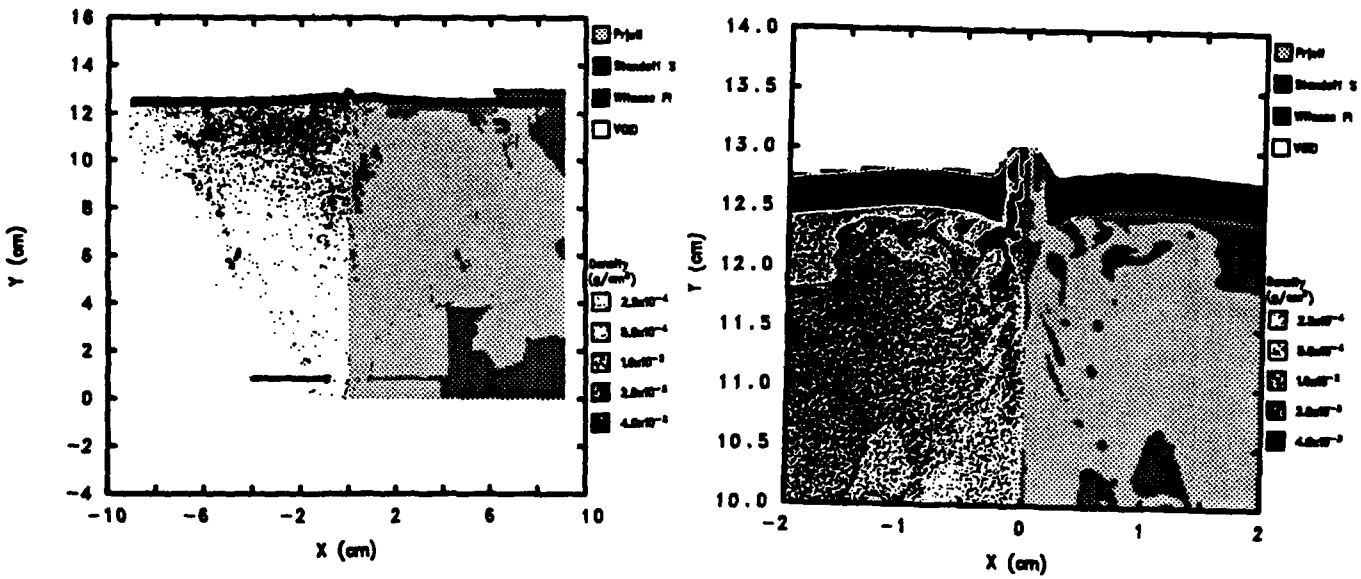 16
14
12
10
8
6
4
2
0
-2
-4
Y (cm)
-10 -6 -2 2 6 10
X (cm)
Standoff S
Witness Pl
VOID
Density
(g/cm³)
14.0
13.5
13.0
12.5
12.0
11.5
11.0
10.5
10.0
Y (cm)
-2 -1 0 1 2
X (cm)
Standoff S
Witness Pl
VOID
Density
(g/cm³)